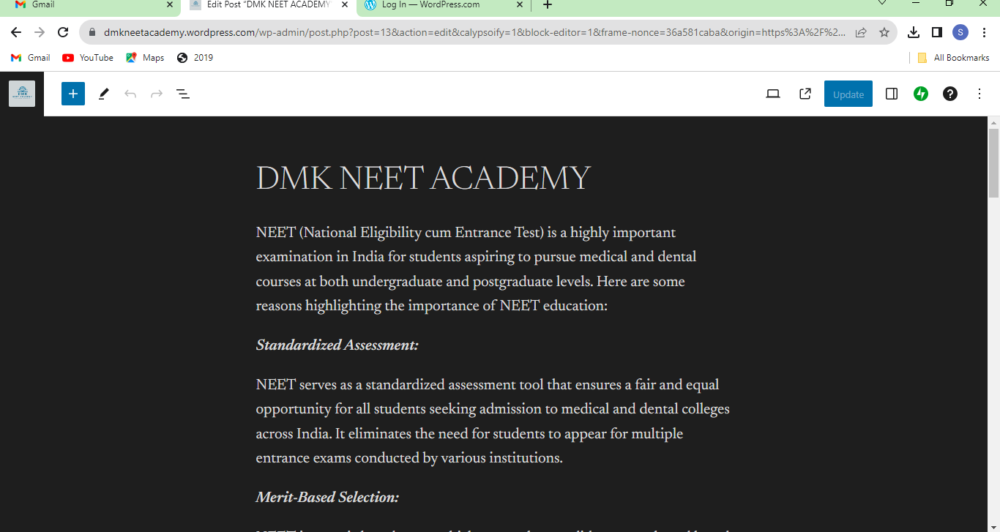 Gmail
Edit Post "DMK NEET ACADEMY
Log In — WordPress.com
dmkneetacademy.wordpress.com/wp-admin/post.php?post=13&action=edit&calypsoify=1&block-editor=1&frame-nonce=36a581caba&origin=https%3A%2F%2...
S
Gmail
YouTube
Maps
2019
All Bookmarks
DMK
Update
DMK NEET ACADEMY
NEET (National Eligibility cum Entrance Test) is a highly important
examination in India for students aspiring to pursue medical and dental
courses at both undergraduate and postgraduate levels. Here are some
reasons highlighting the importance of NEET education:
Standardized Assessment:
NEET serves as a standardized assessment tool that ensures a fair and equal
opportunity for all students seeking admission to medical and dental colleges
across India. It eliminates the need for students to appear for multiple
entrance exams conducted by various institutions.
Merit-Based Selection: